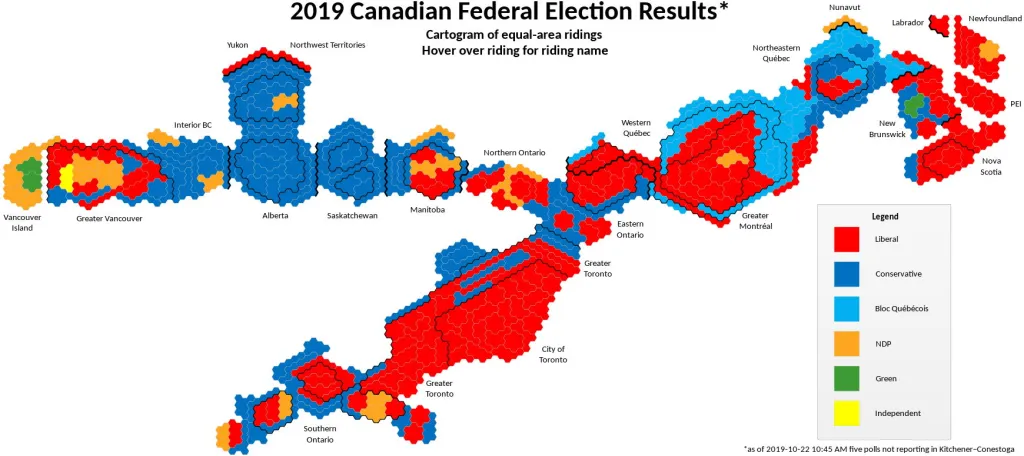 2019 Canadian Federal Election Results*
Cartogram of equal-area ridings
Hover over riding for riding name
Nunavut
Labrador
Newfoundland
Yukon
Northwest Territories
Northeastern
Québec
PEI
Interior BC
Western
Québec
New
Brunswick
Northern Ontario
Nova
Scotia
Vancouver
Island
Greater Vancouver
Alberta
Saskatchewan
Manitoba
Eastern
Ontario
Greater
Montréal
Greater
Toronto
City of
Toronto
Greater
Toronto
Southern
Ontario
Legend
Liberal
Conservative
Bloc Québécois
NDP
Green
Independent
*as of 2019-10-22 10:45 AM five polls not reporting in Kitchener–Conestoga